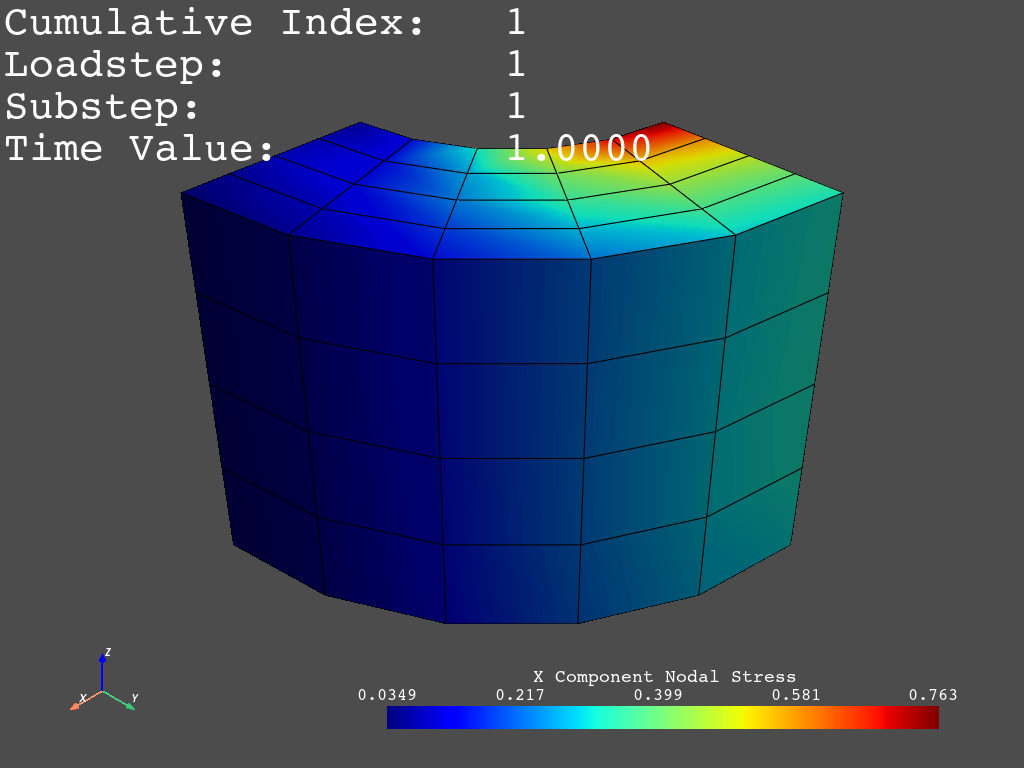 Cumulative Index: 1
Loadstep: 1
Substep: 1
Time Value: 1.0000
Z
X Y
X Component Nodal Stress
0.0349 0.217 0.399 0.581 0.763